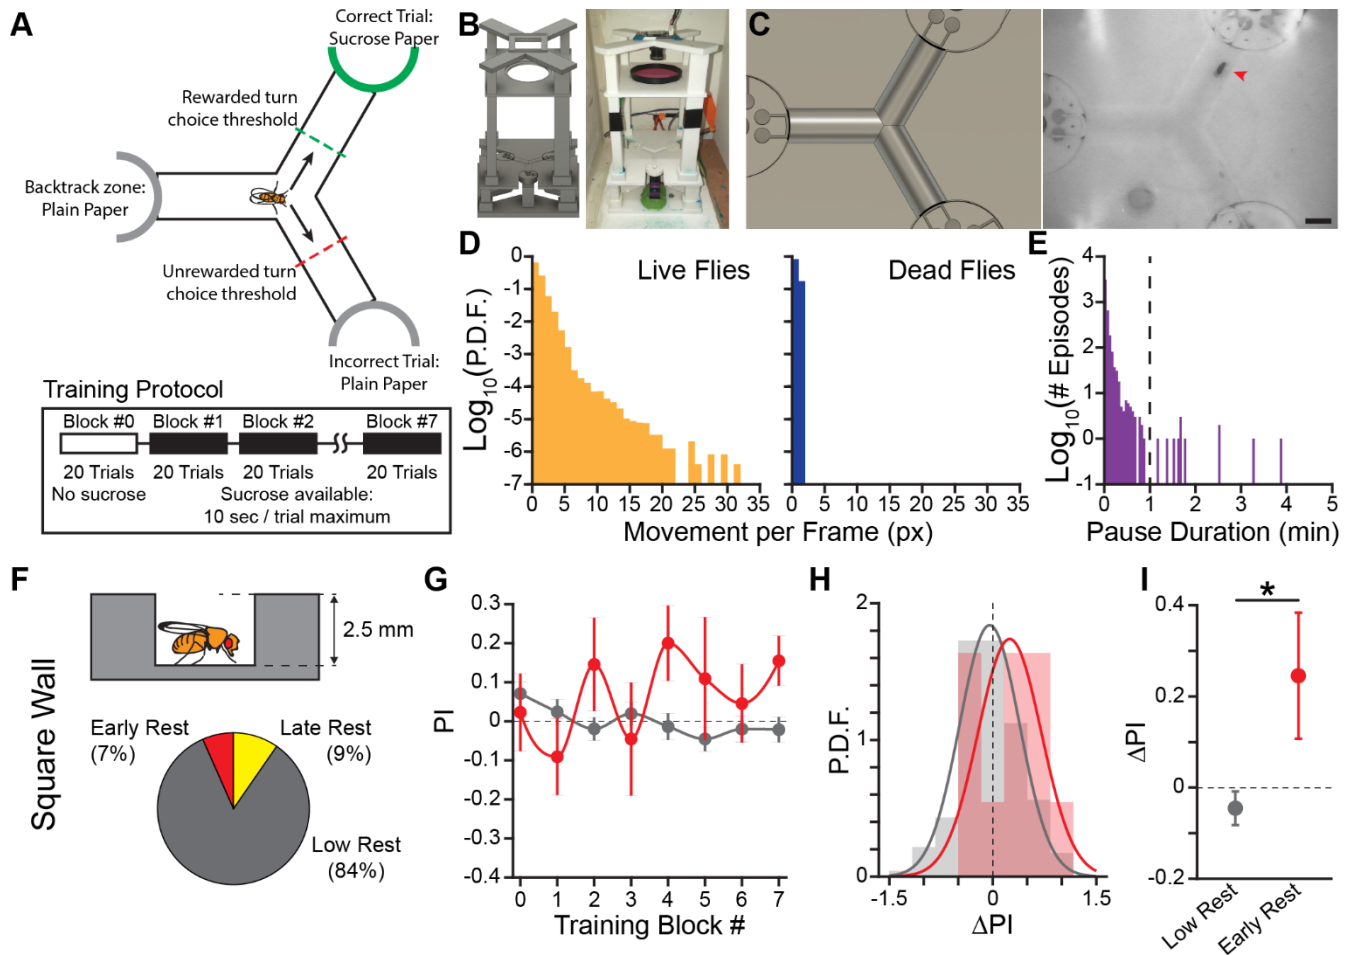 A
Correct Trial:
Sucrose Paper
Rewarded turn
choice threshold
Backtrack zone:
Plain Paper
Unrewarded turn
choice threshold
Incorrect Trial:
Plain Paper
Training Protocol
Block #0 Block #1 Block #2 Block #7
20 Trials 20 Trials 20 Trials 20 Trials
No sucrose Sucrose available:
10 sec / trial maximum
B
C
D
Live Flies Dead Flies
Log10(P.D.F.)
0
-1
-2
-3
-4
-5
-6
-7
0 5 10 15 20 25 30 35 0 5 10 15 20 25 30 35
Movement per Frame (px)
E
Log10(# Episodes)
4
3
2
1
0
-1
0 1 2 3 4 5
Pause Duration (min)
F
Square Wall
2.5 mm
Early Rest
(7%)
Late Rest
(9%)
Low Rest
(84%)
G
PI
0.3
0.2
0.1
0
-0.1
-0.2
-0.3
-0.4
0 1 2 3 4 5 6 7
Training Block #
H
P.D.F.
2
0
-1.5 0 1.5
ΔPI
I
*
ΔPI
0.4
0.2
0
-0.2
Low Rest
Early Rest